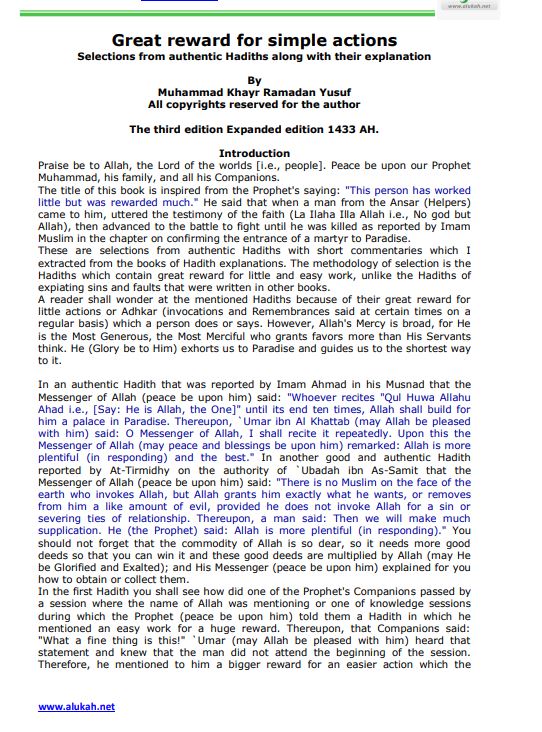 www.alukah.net
Great reward for simple actions
Selections from authentic Hadiths along with their explanation
By
Muhammad Khayr Ramadan Yusuf
All copyrights reserved for the author
The third edition Expanded edition 1433 AH.
Introduction
Praise be to Allah, the Lord of the worlds [i.e., people]. Peace be upon our Prophet
Muhammad, his family, and all his Companions.
The title of this book is inspired from the Prophet's saying: "This person has worked
little but was rewarded much." He said that when a man from the Ansar (Helpers)
came to him, uttered the testimony of the faith (La Ilaha Illa Allah i.e., No god but
Allah), then advanced to the battle to fight until he was killed as reported by Imam
Muslim in the chapter on confirming the entrance of a martyr to Paradise.
These are selections from authentic Hadiths with short commentaries which I
extracted from the books of Hadith explanations. The methodology of selection is the
Hadiths which contain great reward for little and easy work, unlike the Hadiths of
expiating sins and faults that were written in other books.
A reader shall wonder at the mentioned Hadiths because of their great reward for
little actions or Adhkar (invocations and Remembrances said at certain times on a
regular basis) which a person does or says. However, Allah's Mercy is broad, for He
is the Most Generous, the Most Merciful who grants favors more than His Servants
think. He (Glory be to Him) exhorts us to Paradise and guides us to the shortest way
to it.
In an authentic Hadith that was reported by Imam Ahmad in his Musnad that the
Messenger of Allah (peace be upon him) said: "Whoever recites "Qul Huwa Allahu
Ahad i.e., [Say: He is Allah, the One]" until its end ten times, Allah shall build for
him a palace in Paradise. Thereupon, `Umar ibn Al Khattab (may Allah be pleased
with him) said: O Messenger of Allah, I shall recite it repeatedly. Upon this the
Messenger of Allah (may peace and blessings be upon him) remarked: Allah is more
plentiful (in responding) and the best." In another good and authentic Hadith
reported by At-Tirmidhy on the authority of `Ubadah ibn As-Samit that the
Messenger of Allah (peace be upon him) said: "There is no Muslim on the face of the
earth who invokes Allah, but Allah grants him exactly what he wants, or removes
from him a like amount of evil, provided he does not invoke Allah for a sin or
severing ties of relationship. Thereupon, a man said: Then we will make much
supplication. He (the Prophet) said: Allah is more plentiful (in responding)." You
should not forget that the commodity of Allah is so dear, so it needs more good
deeds so that you can win it and these good deeds are multiplied by Allah (may He
be Glorified and Exalted); and His Messenger (peace be upon him) explained for you
how to obtain or collect them.
In the first Hadith you shall see how did one of the Prophet's Companions passed by
a session where the name of Allah was mentioning or one of knowledge sessions
during which the Prophet (peace be upon him) told them a Hadith in which he
mentioned an easy work for a huge reward. Thereupon, that Companions said:
"What a fine thing is this!" `Umar (may Allah be pleased with him) heard that
statement and knew that the man did not attend the beginning of the session.
Therefore, he mentioned to him a bigger reward for an easier action which the
www.alukah.net